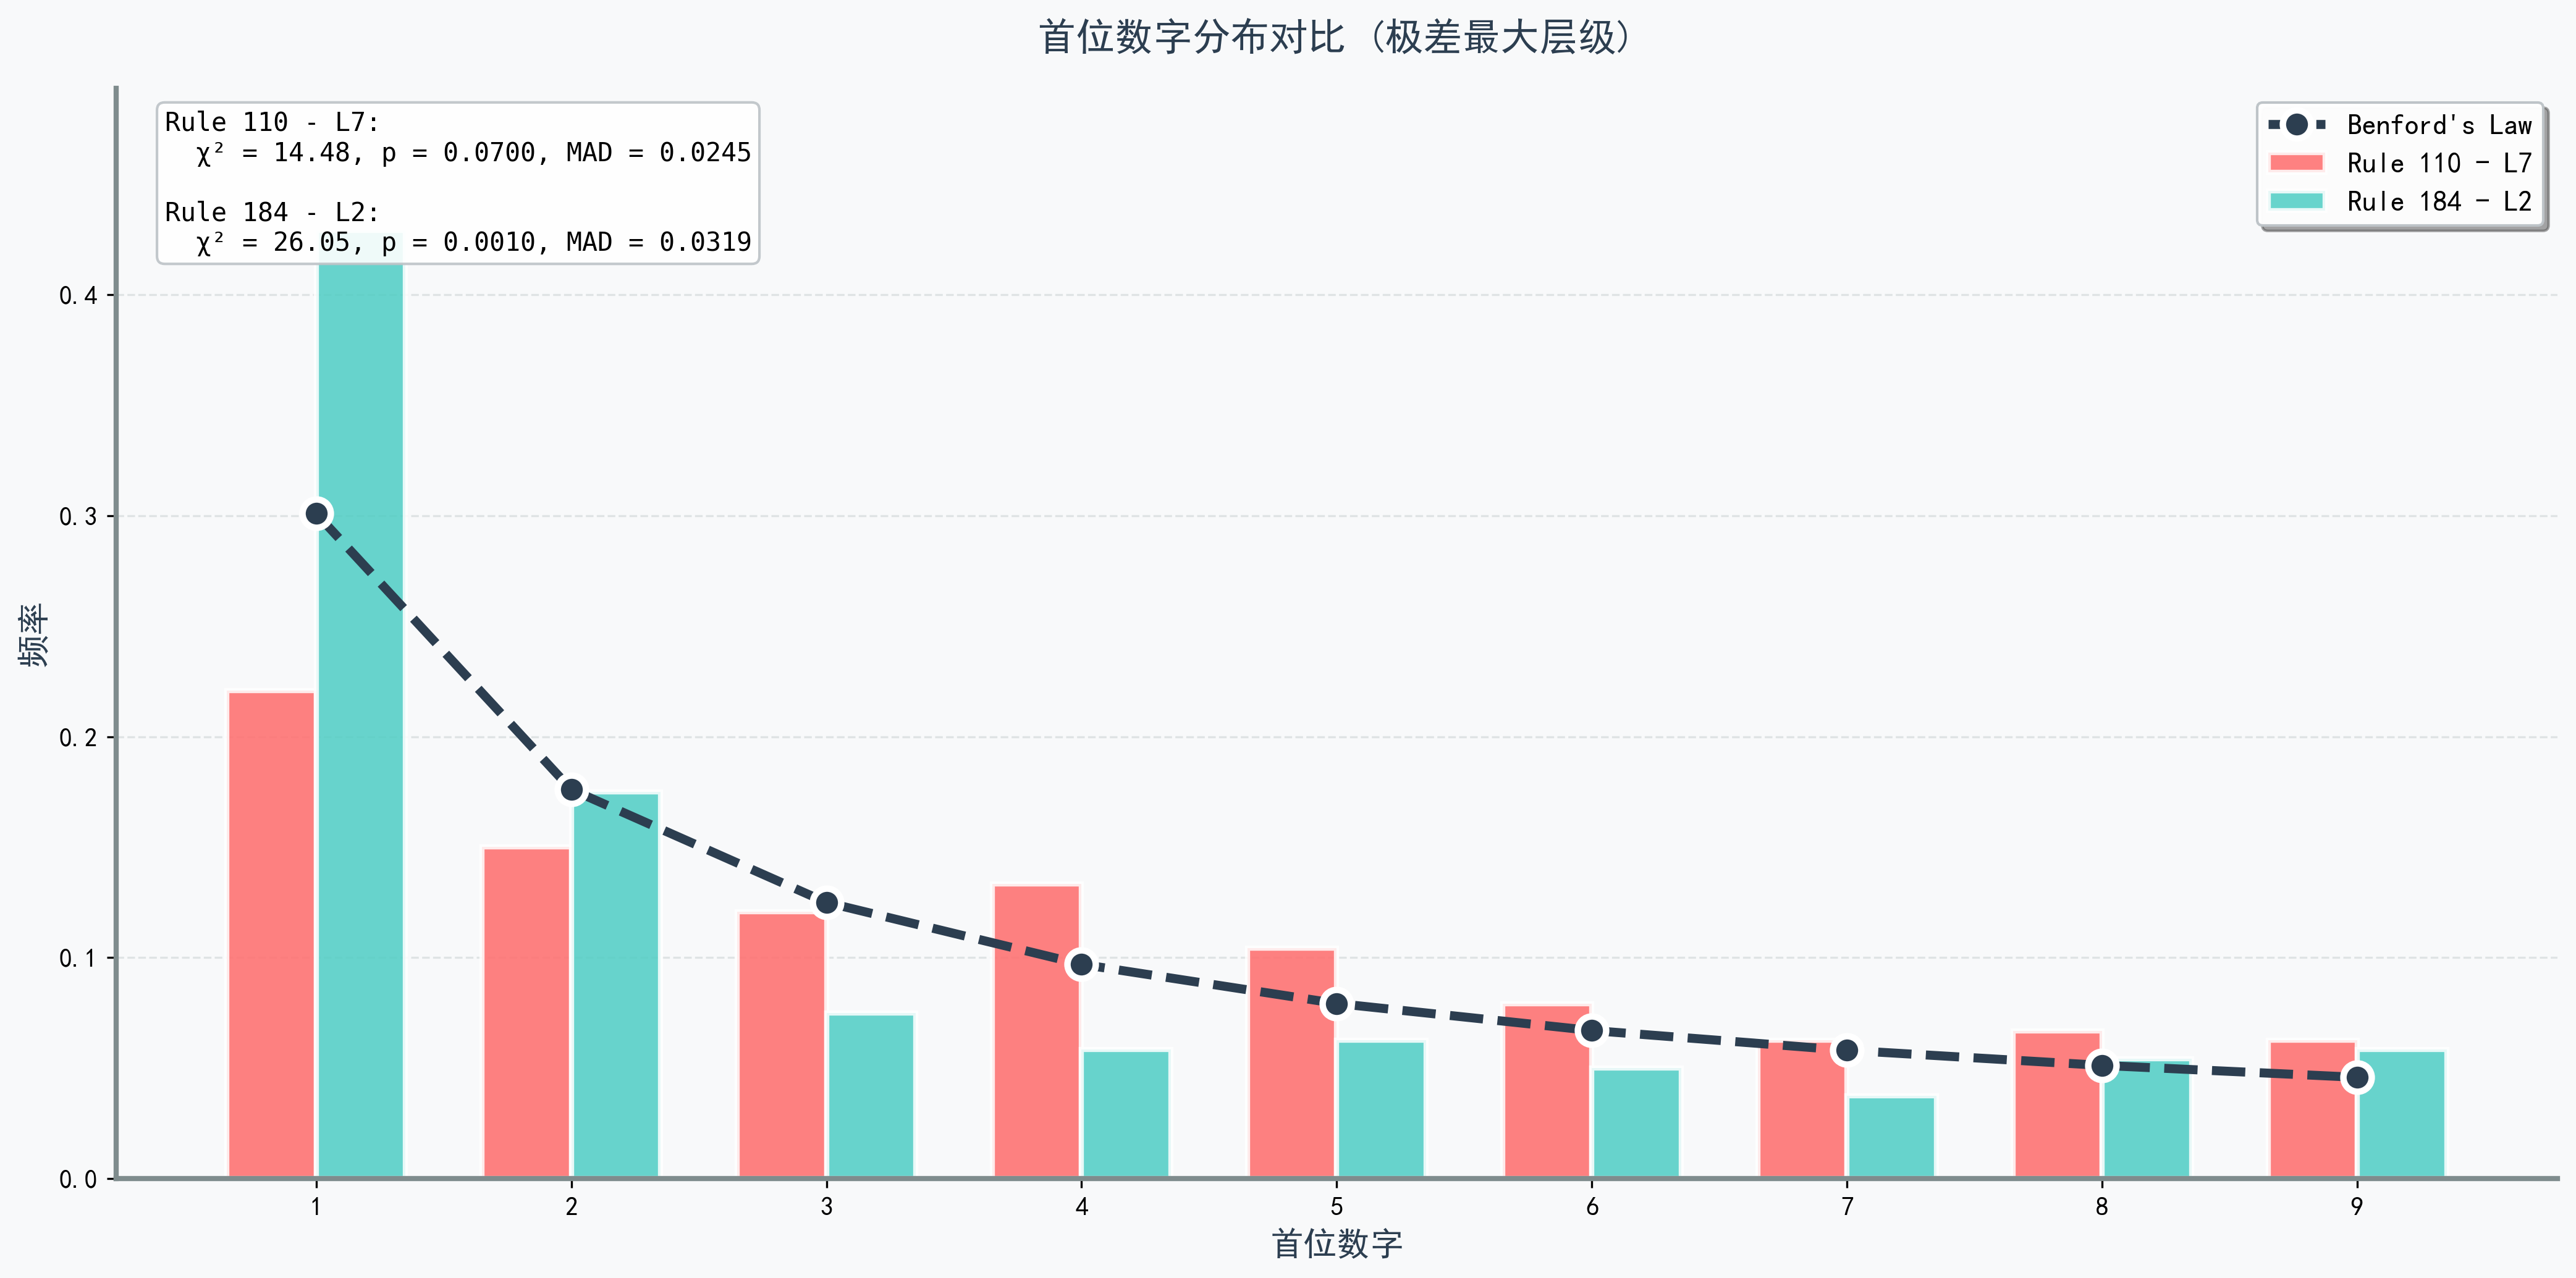 首位数字分布对比 (极差最大层级)
Rule 110 - L7:
χ² = 14.48, p = 0.0700, MAD = 0.0245
Rule 184 - L2:
χ² = 26.05, p = 0.0010, MAD = 0.0319
Benford's Law
Rule 110 - L7
Rule 184 - L2
频率
0.4
0.3
0.2
0.1
0.0
1 2 3 4 5 6 7 8 9
首位数字